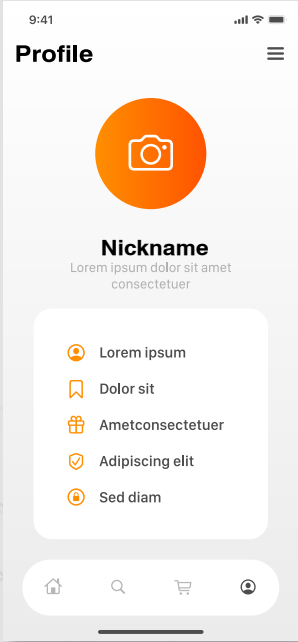 9:41
Profile
Nickname
Lorem ipsum dolor sit amet
consectetuer
Lorem ipsum
Dolor sit
Ametconsectetuer
Adipiscing elit
Sed diam